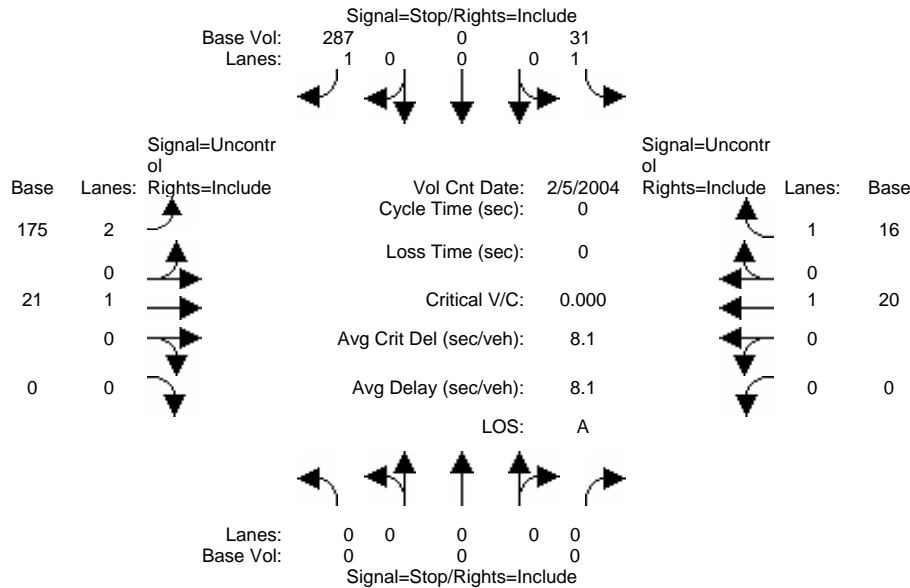 Signal=Stop/Rights=Include
Base Vol: 287 0 31
Lanes: 1 0 0 0 1
Signal=Uncontr
ol
Base Lanes: Rights=Include
Vol Cnt Date: 2/5/2004
Signal=Uncontr
ol
Rights=Include Lanes: Base
Cycle Time (sec): 0
175 2
1 16
Loss Time (sec): 0
0
0
21 1
Critical V/C: 0.000
1 20
0
Avg Crit Del (sec/veh): 8.1
0
0 0
Avg Delay (sec/veh): 8.1
0 0
LOS: A
Lanes: 0 0 0 0 0
Base Vol: 0 0 0
Signal=Stop/Rights=Include